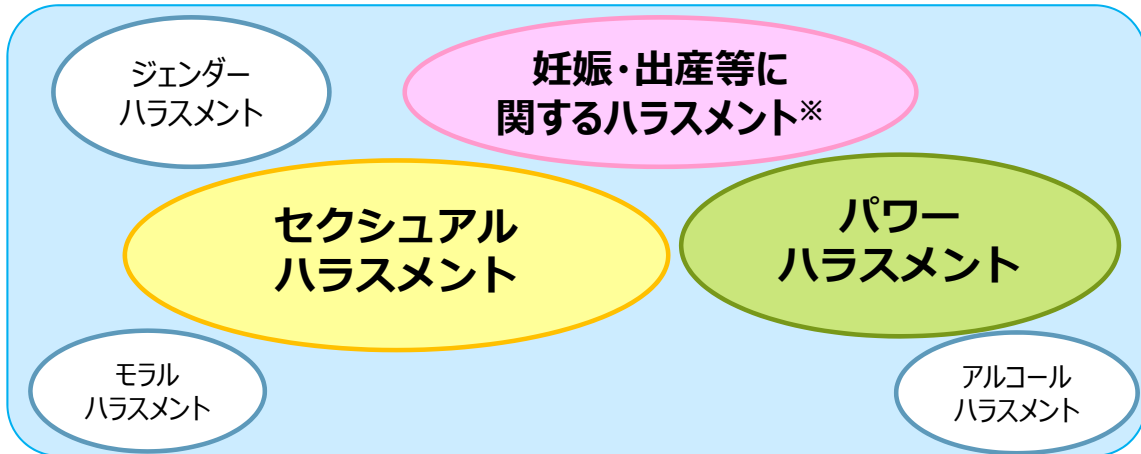 ジェンダー
ハラスメント
妊娠・出産等に
関するハラスメント※
セクシュアル
ハラスメント
パワー
ハラスメント
モラル
ハラスメント
アルコール
ハラスメント